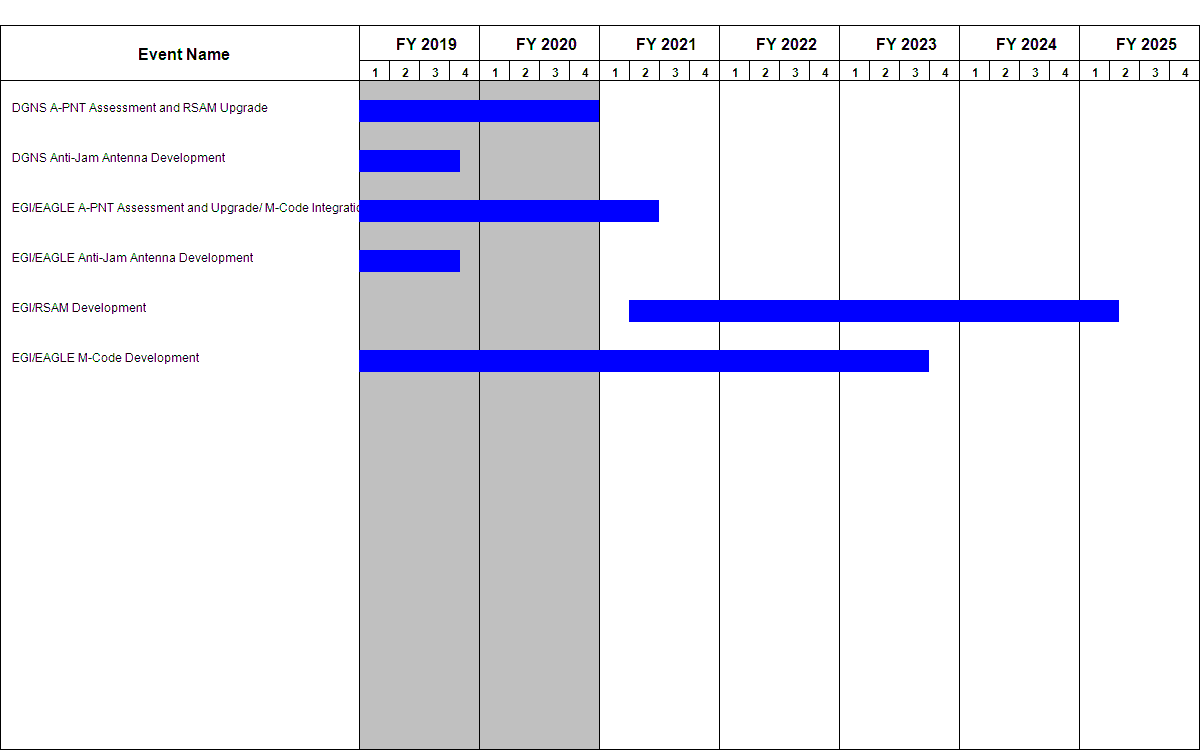 Event Name
FY 2019 FY 2020 FY 2021 FY 2022 FY 2023 FY 2024 FY 2025
1 2 3 4 1 2 3 4 1 2 3 4 1 2 3 4 1 2 3 4 1 2 3 4 1 2 3 4
DGNS A-PNT Assessment and RSAM Upgrade
DGNS Anti-Jam Antenna Development
EGI/EAGLE A-PNT Assessment and Upgrade/ M-Code Integratio
EGI/EAGLE Anti-Jam Antenna Development
EGI/RSAM Development
EGI/EAGLE M-Code Development